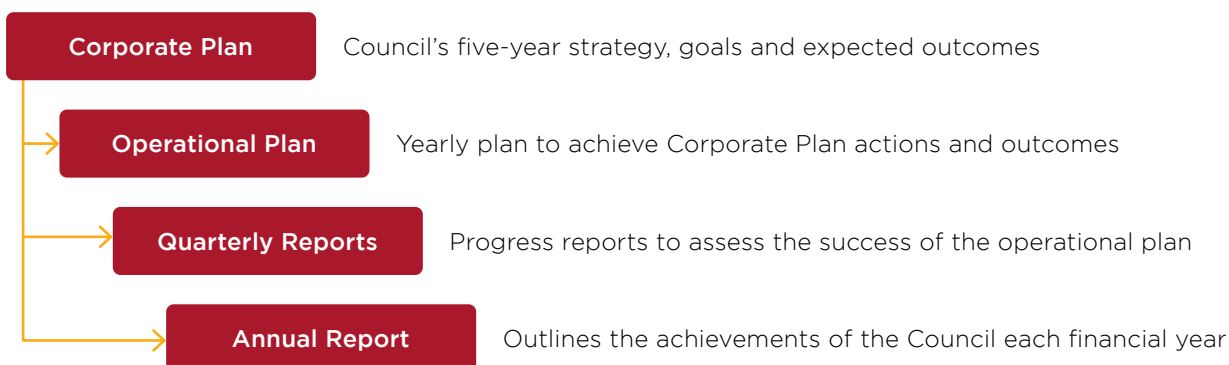 Corporate Plan Council’s five-year strategy, goals and expected outcomes
Operational Plan Yearly plan to achieve Corporate Plan actions and outcomes
Quarterly Reports Progress reports to assess the success of the operational plan
Annual Report Outlines the achievements of the Council each financial year